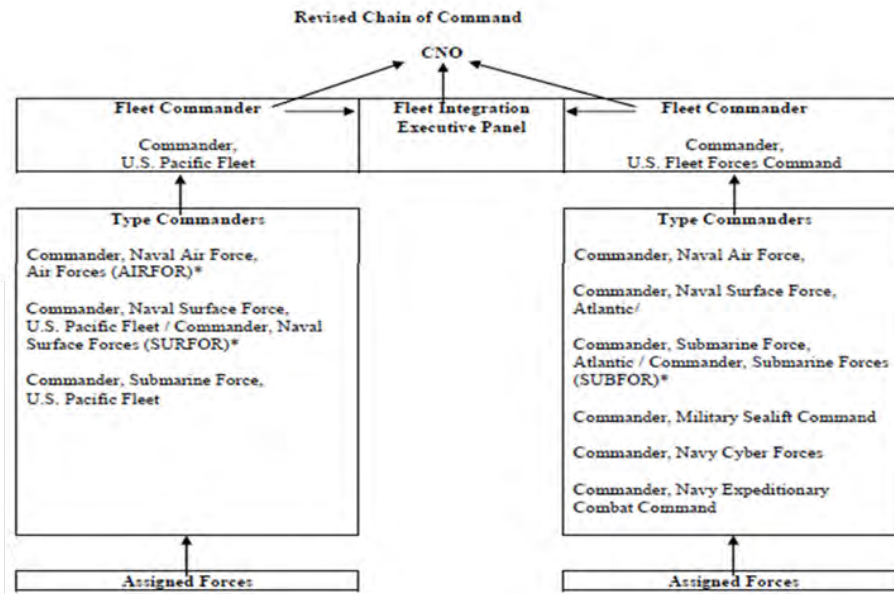 Revised Chain of Command
CNO
Fleet Commander
Commander,
U.S. Pacific Fleet
Fleet Integration
Executive Panel
Fleet Commander
Commander,
U.S. Fleet Forces Command
Type Commanders
Commander, Naval Air Force,
Air Forces (AIRFOR)*
Commander, Naval Surface Force,
U.S. Pacific Fleet / Commander, Naval
Surface Forces (SURFOR)*
Commander, Submarine Force,
U.S. Pacific Fleet
Type Commanders
Commander, Naval Air Force,
Commander, Naval Surface Force,
Atlantic/
Commander, Submarine Force,
Atlantic / Commander, Submarine Forces
(SUBFOR)*
Commander, Military Sealift Command
Commander, Navy Cyber Forces
Commander, Navy Expeditionary
Combat Command
Assigned Forces
Assigned Forces